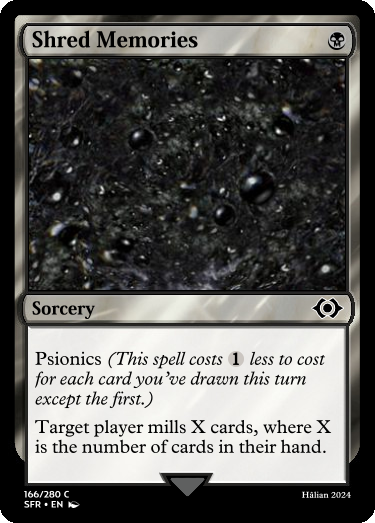 Shred Memories
Sorcery
Psionics (This spell costs 1 less to cost
for each card you've drawn this turn
except the first.)
Target player mills X cards, where X
is the number of cards in their hand.
166/280 C
SFR • EN
Hålian 2024